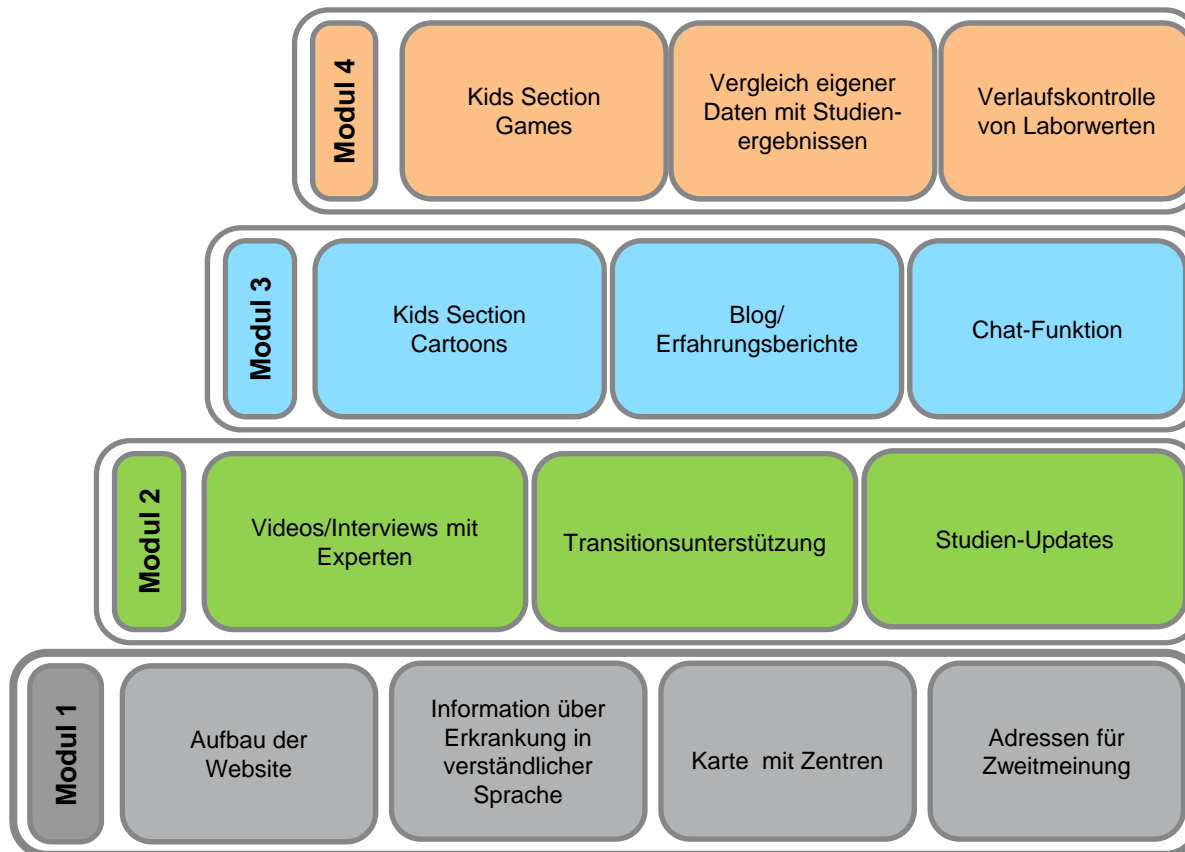 Modul 4
Kids Section
Games
Vergleich eigener
Daten mit Studien-
ergebnissen
Verlaufskontrolle
von Laborwerten
Modul 3
Kids Section
Cartoons
Blog/
Erfahrungsberichte
Chat-Funktion
Modul 2
Videos/Interviews mit
Experten
Transitionsunterstützung
Studien-Updates
Modul 1
Aufbau der
Website
Information über
Erkrankung in
verständlicher
Sprache
Karte mit Zentren
Adressen für
Zweitmeinung